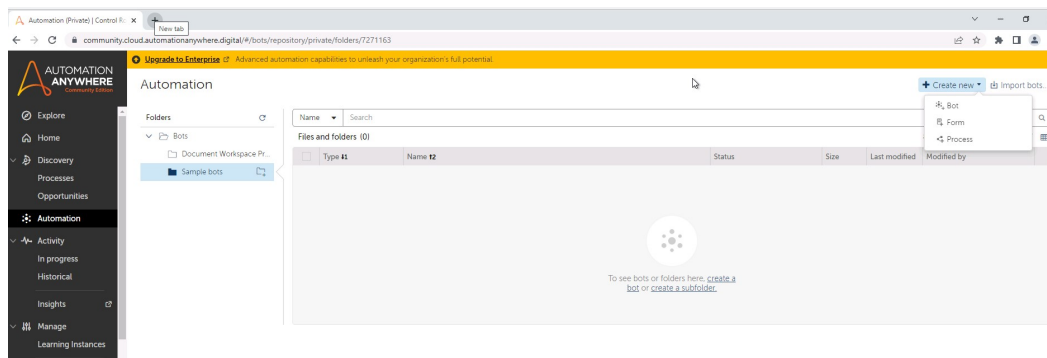 Automation (Private) | Control Ro
New tab
community.cloud.automationanywhere.digital/#/bots/repository/private/folders/7271163
AUTOMATION
ANYWHERE
Community Edition
Upgrade to Enterprise Advanced automation capabilities to unleash your organization's full potential.
Automation
Create new
Import bots...
Bot
Form
Process
Explore
Home
Discovery
Processes
Opportunities
Automation
Activity
In progress
Historical
Insights
Manage
Learning Instances
Folders
Bots
Document Workspace Pr...
Sample bots
Name
Search
Files and folders (0)
Type Name Status Size Last modified Modified by
To see bots or folders here, create a
bot or create a subfolder.